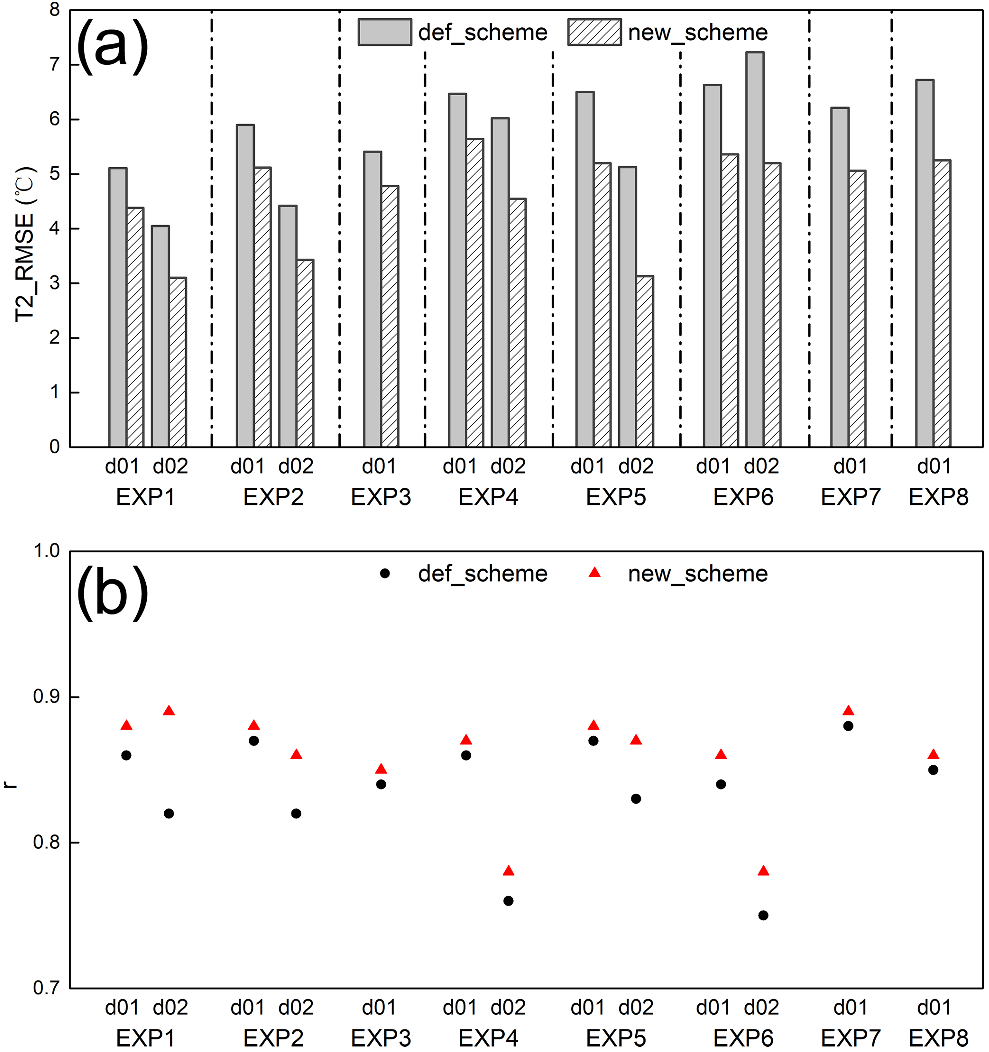 (a)
def_scheme new_scheme
8
7
6
5
4
3
2
1
0
T2_RMSE (℃)
d01 d02 d01 d02 d01 d01 d02 d01 d02 d01 d02 d01 d01
EXP1 EXP2 EXP3 EXP4 EXP5 EXP6 EXP7 EXP8
(b)
def_scheme new_scheme
1.0
0.9
0.8
0.7
r
d01 d02 d01 d02 d01 d01 d02 d01 d02 d01 d02 d01 d01
EXP1 EXP2 EXP3 EXP4 EXP5 EXP6 EXP7 EXP8